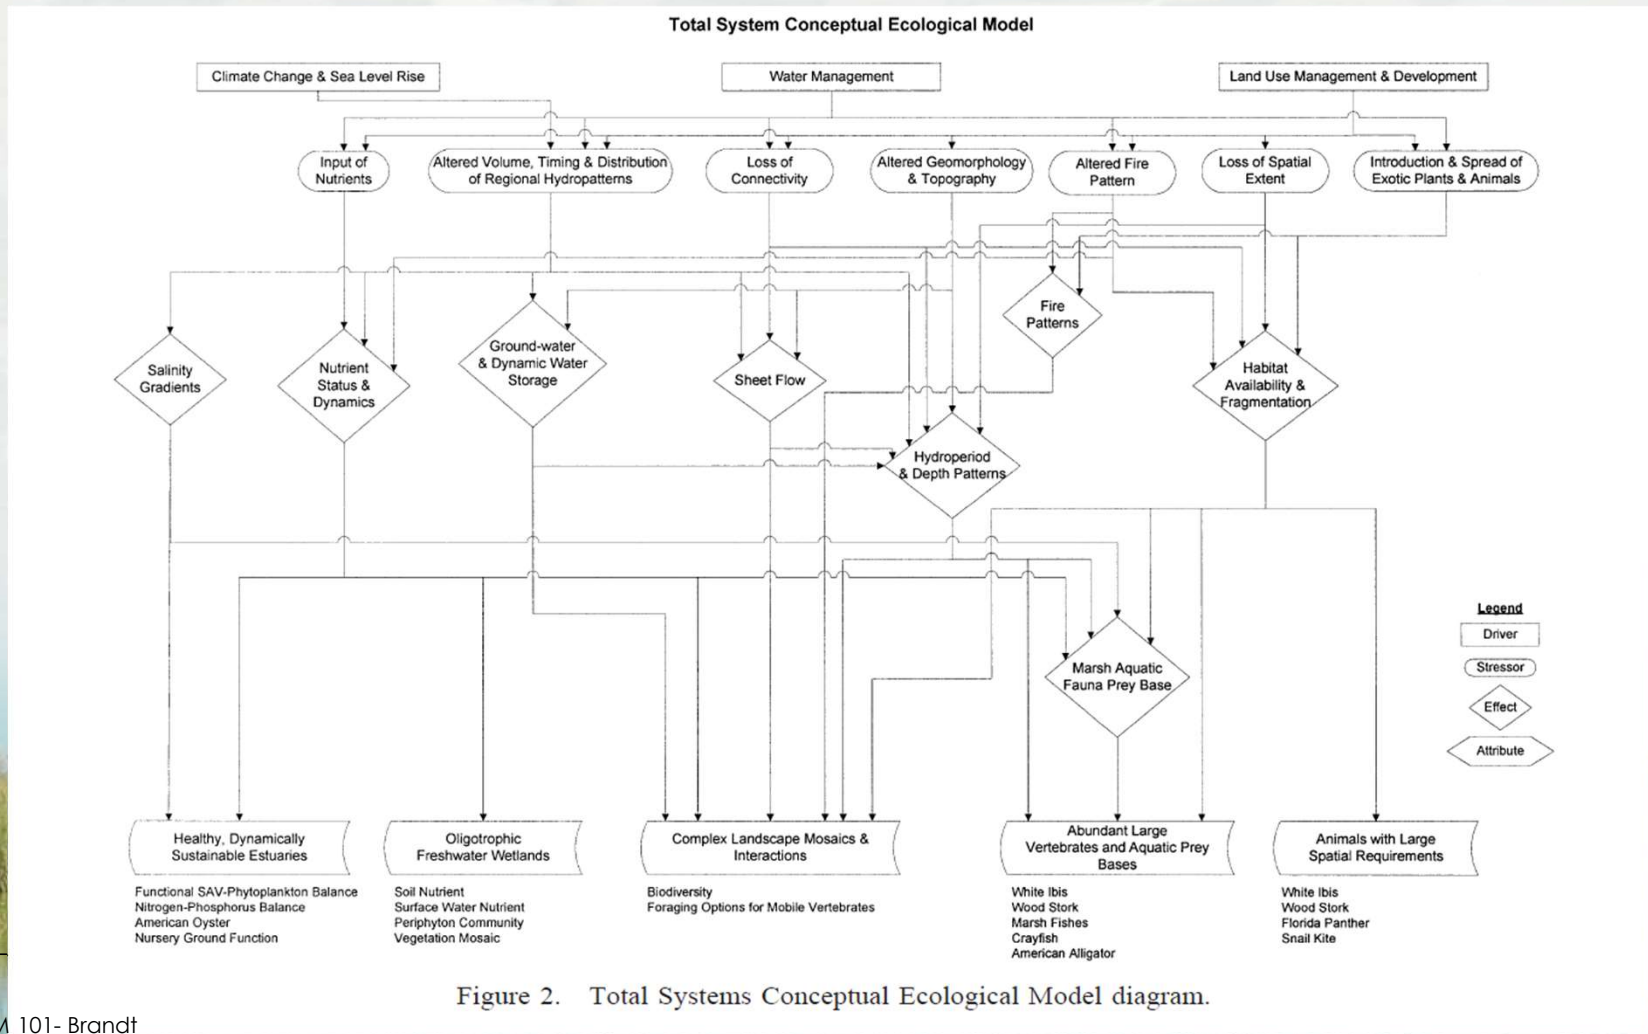 Total System Conceptual Ecological Model
Climate Change & Sea Level Rise
Water Management
Land Use Management & Development
Input of
Nutrients
Altered Volume, Timing & Distribution
of Regional Hydropatterns
Loss of
Connectivity
Altered Geomorphology
& Topography
Altered Fire
Pattern
Loss of Spatial
Extent
Introduction & Spread of
Exotic Plants & Animals
Fire
Patterns
Salinity
Gradients
Nutrient
Status &
Dynamics
Ground-water
& Dynamic Water
Storage
Sheet Flow
Habitat
Availability &
Fragmentation
Hydroperiod
& Depth Patterns
Marsh Aquatic
Fauna Prey Base
Legend
Driver
Stressor
Effect
Attribute
Healthy, Dynamically
Sustainable Estuaries
Functional SAV-Phytoplankton Balance
Nitrogen-Phosphorus Balance
American Oyster
Nursery Ground Function
Oligotrophic
Freshwater Wetlands
Soil Nutrient
Surface Water Nutrient
Periphyton Community
Vegetation Mosaic
Complex Landscape Mosaics &
Interactions
Biodiversity
Foraging Options for Mobile Vertebrates
Abundant Large
Vertebrates and Aquatic Prey
Bases
White Ibis
Wood Stork
Marsh Fishes
Crayfish
American Alligator
Animals with Large
Spatial Requirements
White Ibis
Wood Stork
Florida Panther
Snail Kite
Figure 2. Total Systems Conceptual Ecological Model diagram.
101- Brandt